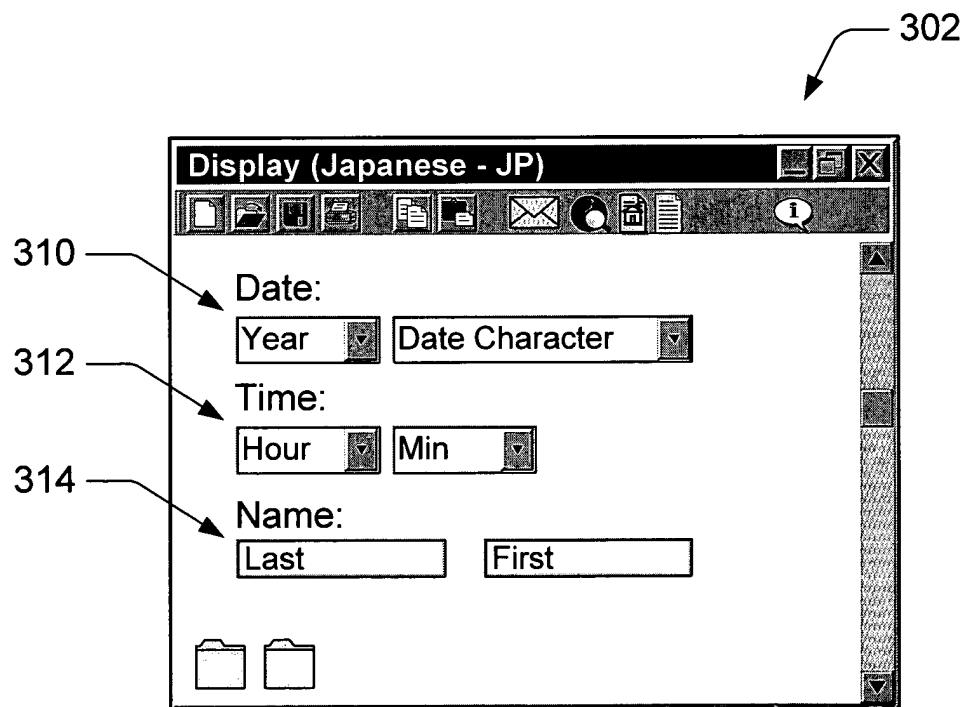 302
Display (Japanese - JP)
310
Date:
Year Date Character
312
Time:
Hour Min
314
Name:
Last First